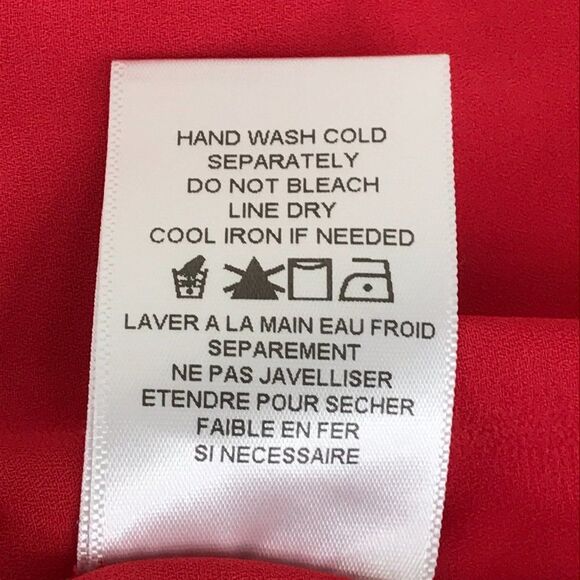 HAND WASH COLD
SEPARATELY
DO NOT BLEACH
LINE DRY
COOL IRON IF NEEDED
LAVER A LA MAIN EAU FROID
SEPAREMENT
NE PAS JAVELLISER
ETENDRE POUR SECHER
FAIBLE EN FER
SI NECESSAIRE